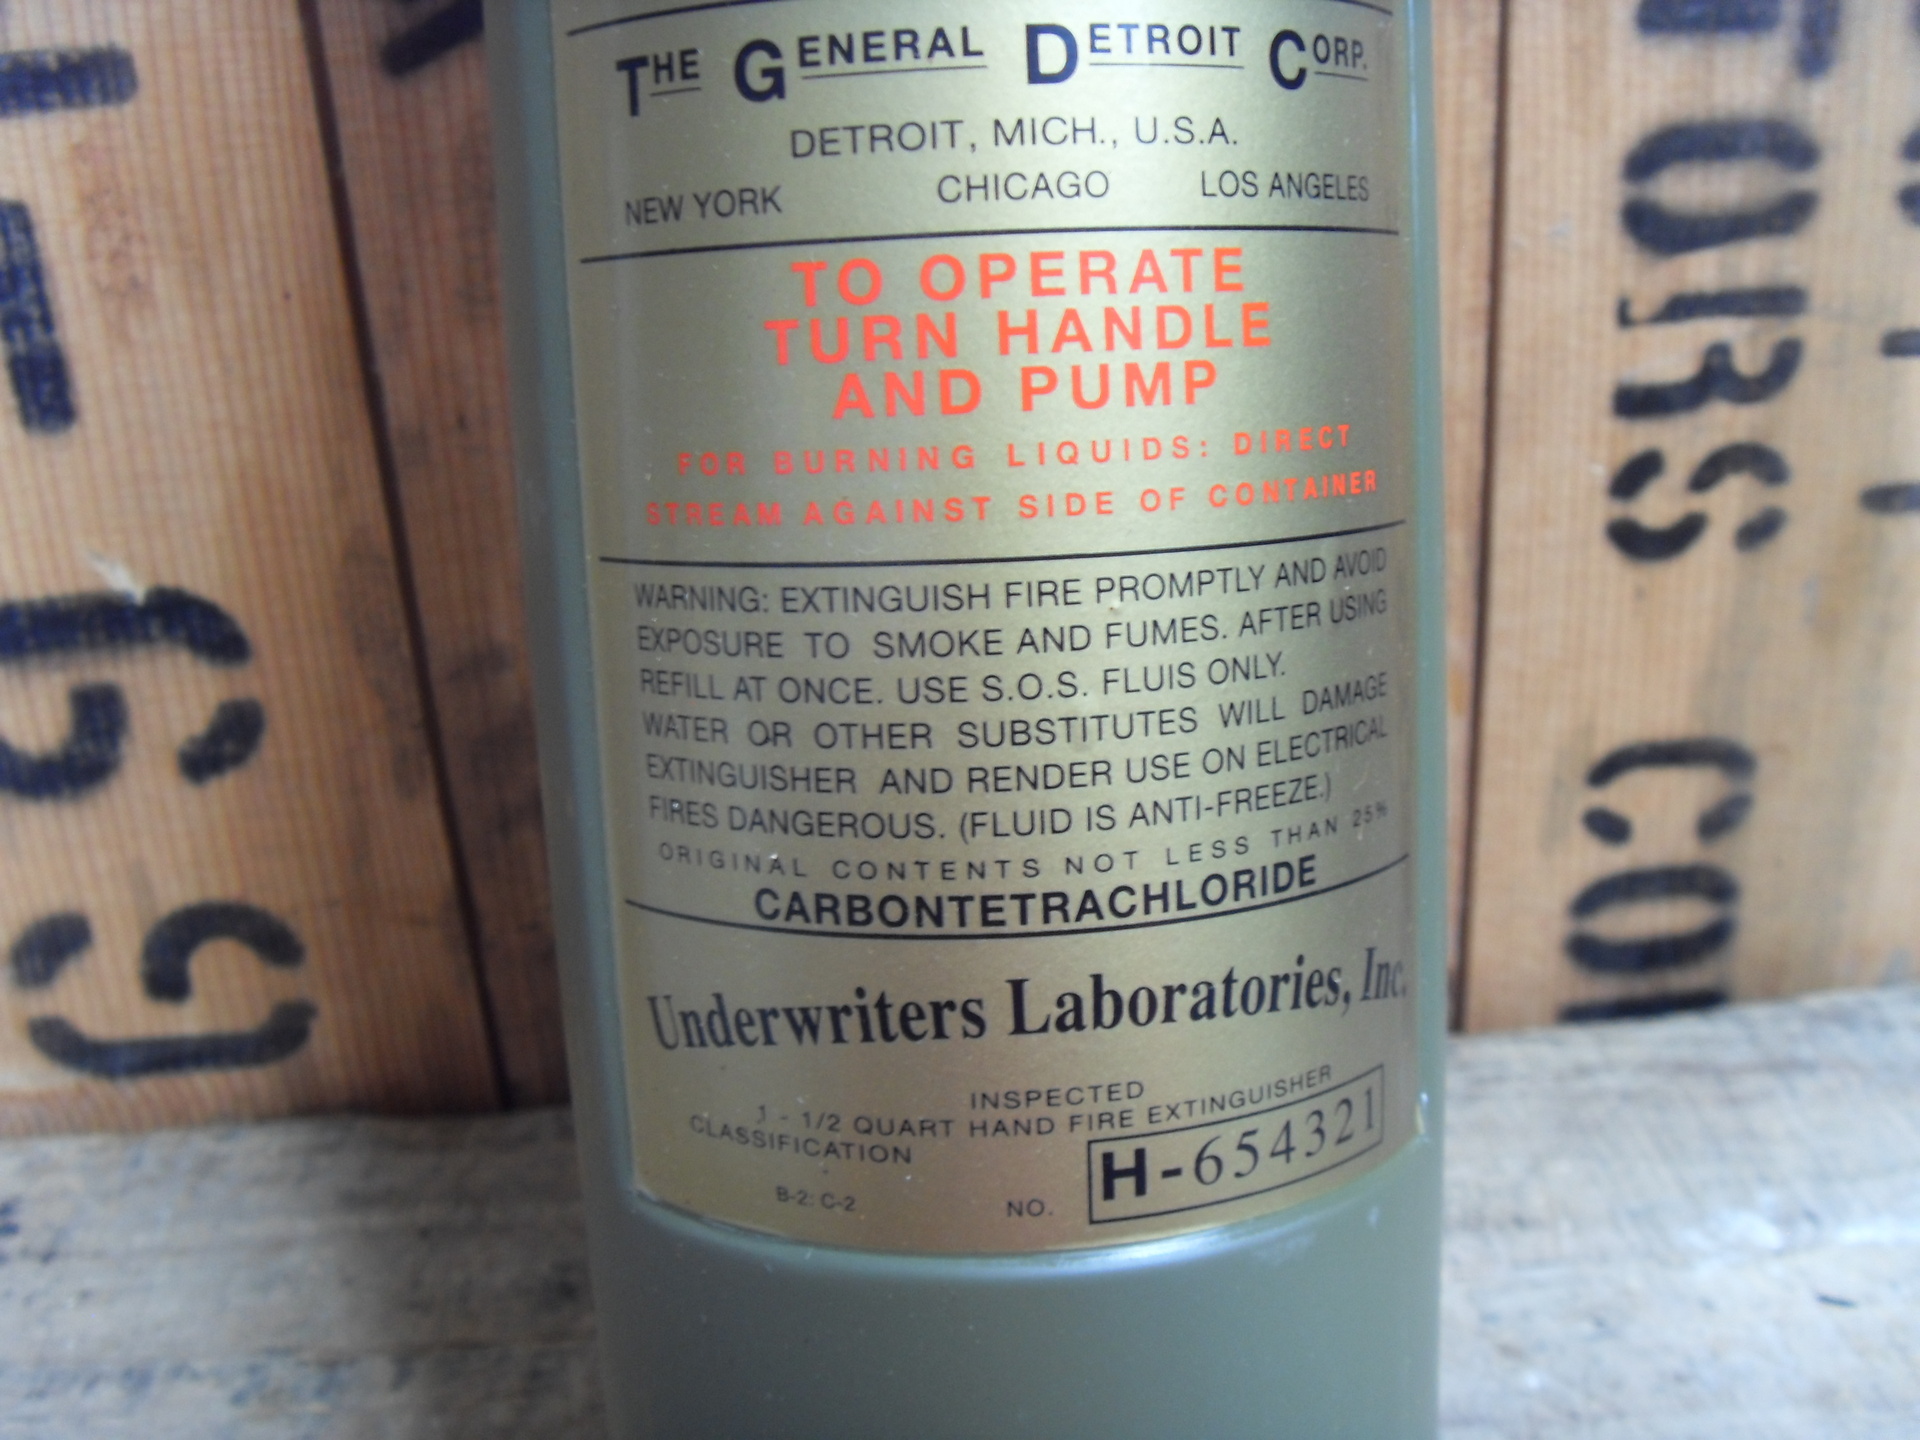 THE GENERAL DETROIT CORP.
DETROIT, MICH., U.S.A.
NEW YORK CHICAGO LOS ANGELES
TO OPERATE
TURN HANDLE
AND PUMP
FOR BURNING LIQUIDS: DIRECT
STREAM AGAINST SIDE OF CONTAINER
WARNING: EXTINGUISH FIRE PROMPTLY AND AVOID
EXPOSURE TO SMOKE AND FUMES. AFTER USING
REFILL AT ONCE. USE S.O.S. FLUIS ONLY.
WATER OR OTHER SUBSTITUTES WILL DAMAGE
EXTINGUISHER AND RENDER USE ON ELECTRICAL
FIRES DANGEROUS. (FLUID IS ANTI-FREEZE.)
ORIGINAL CONTENTS NOT LESS THAN 25%
CARBONTETRACHLORIDE
Underwriters Laboratories, Inc.
INSPECTED
1 - 1/2 QUART HAND FIRE EXTINGUISHER
CLASSIFICATION
B-2: C-2
NO. H-654321